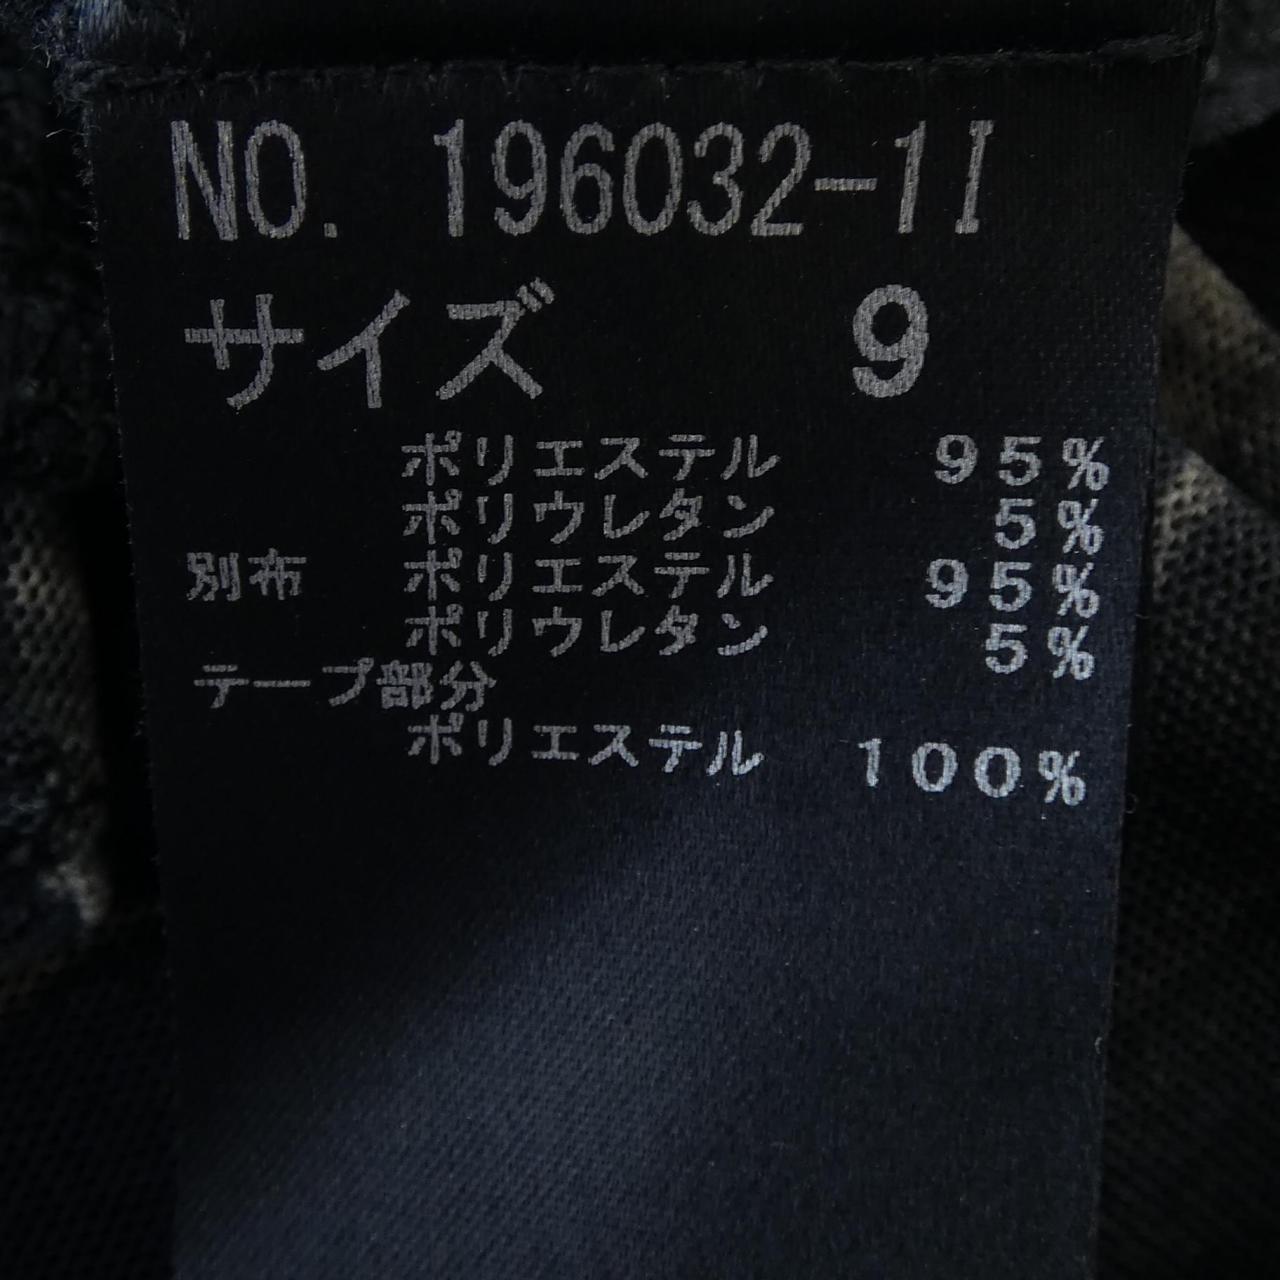 NO. 196032-1I
サイズ 9
ポリエステル 95%
ポリウレタン 5%
別布 ポリエステル 95%
ポリウレタン 5%
テープ部分
ポリエステル 100%